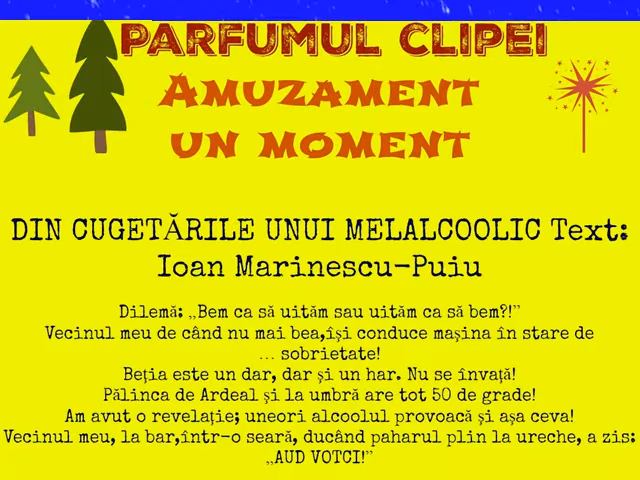 PARFUMUL CLIPEI
AMUZAMENT
UN MOMENT
DIN CUGETĂRILE UNUI MELALCOOLIC Text:
Ioan Marinescu-Puiu
Dilemă: „Bem ca să uităm sau uităm ca să bem?!”
Vecinul meu de când nu mai bea,își conduce mașina în stare de
… sobrietate!
Beția este un dar, dar și un har. Nu se învață!
Pălinca de Ardeal și la umbră are tot 50 de grade!
Am avut o revelație; uneori alcoolul provoacă și așa ceva!
Vecinul meu, la bar,într-o seară, ducând paharul plin la ureche, a zis:
„AUD VOTCI!”